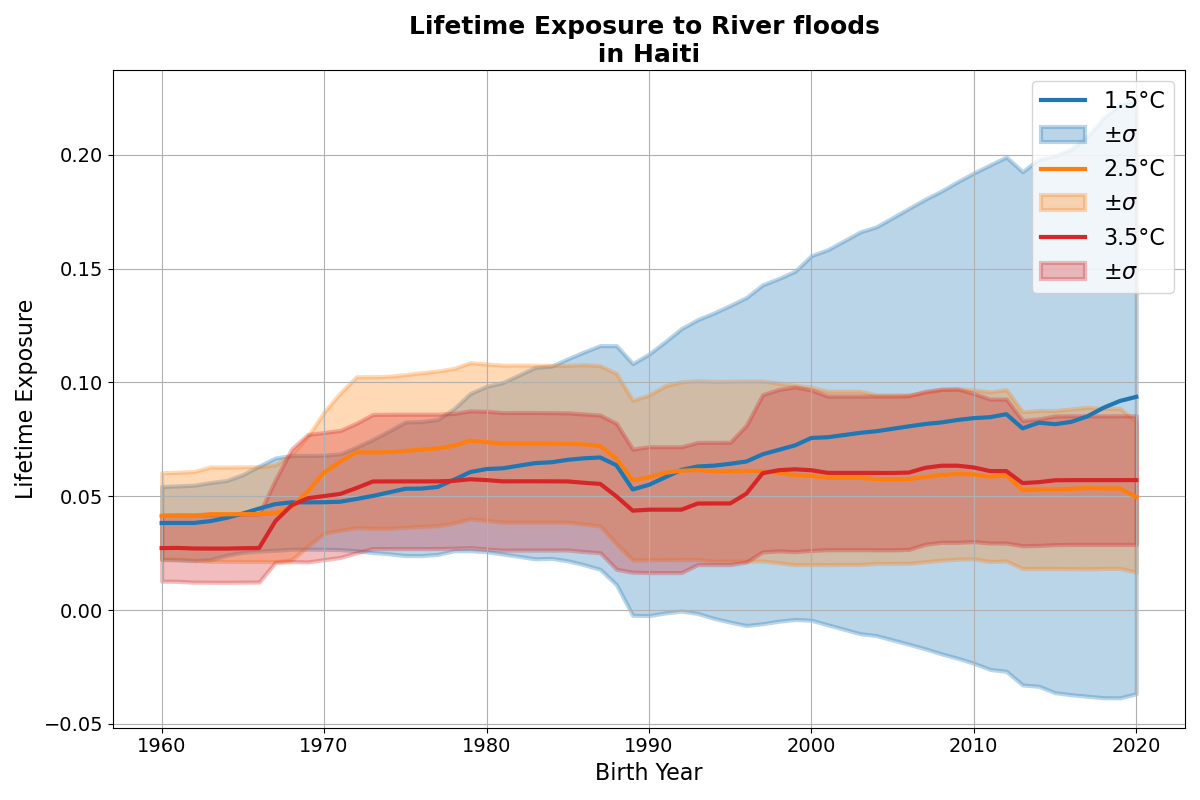 Lifetime Exposure to River floods
in Haiti
1.5°C
±σ
2.5°C
±σ
3.5°C
±σ
0.20
0.15
0.10
0.05
0.00
−0.05
Lifetime Exposure
1960 1970 1980 1990 2000 2010 2020
Birth Year